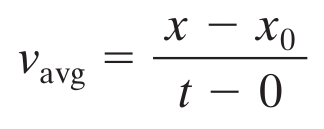 v_avg = (x − x_0)/(t − 0)